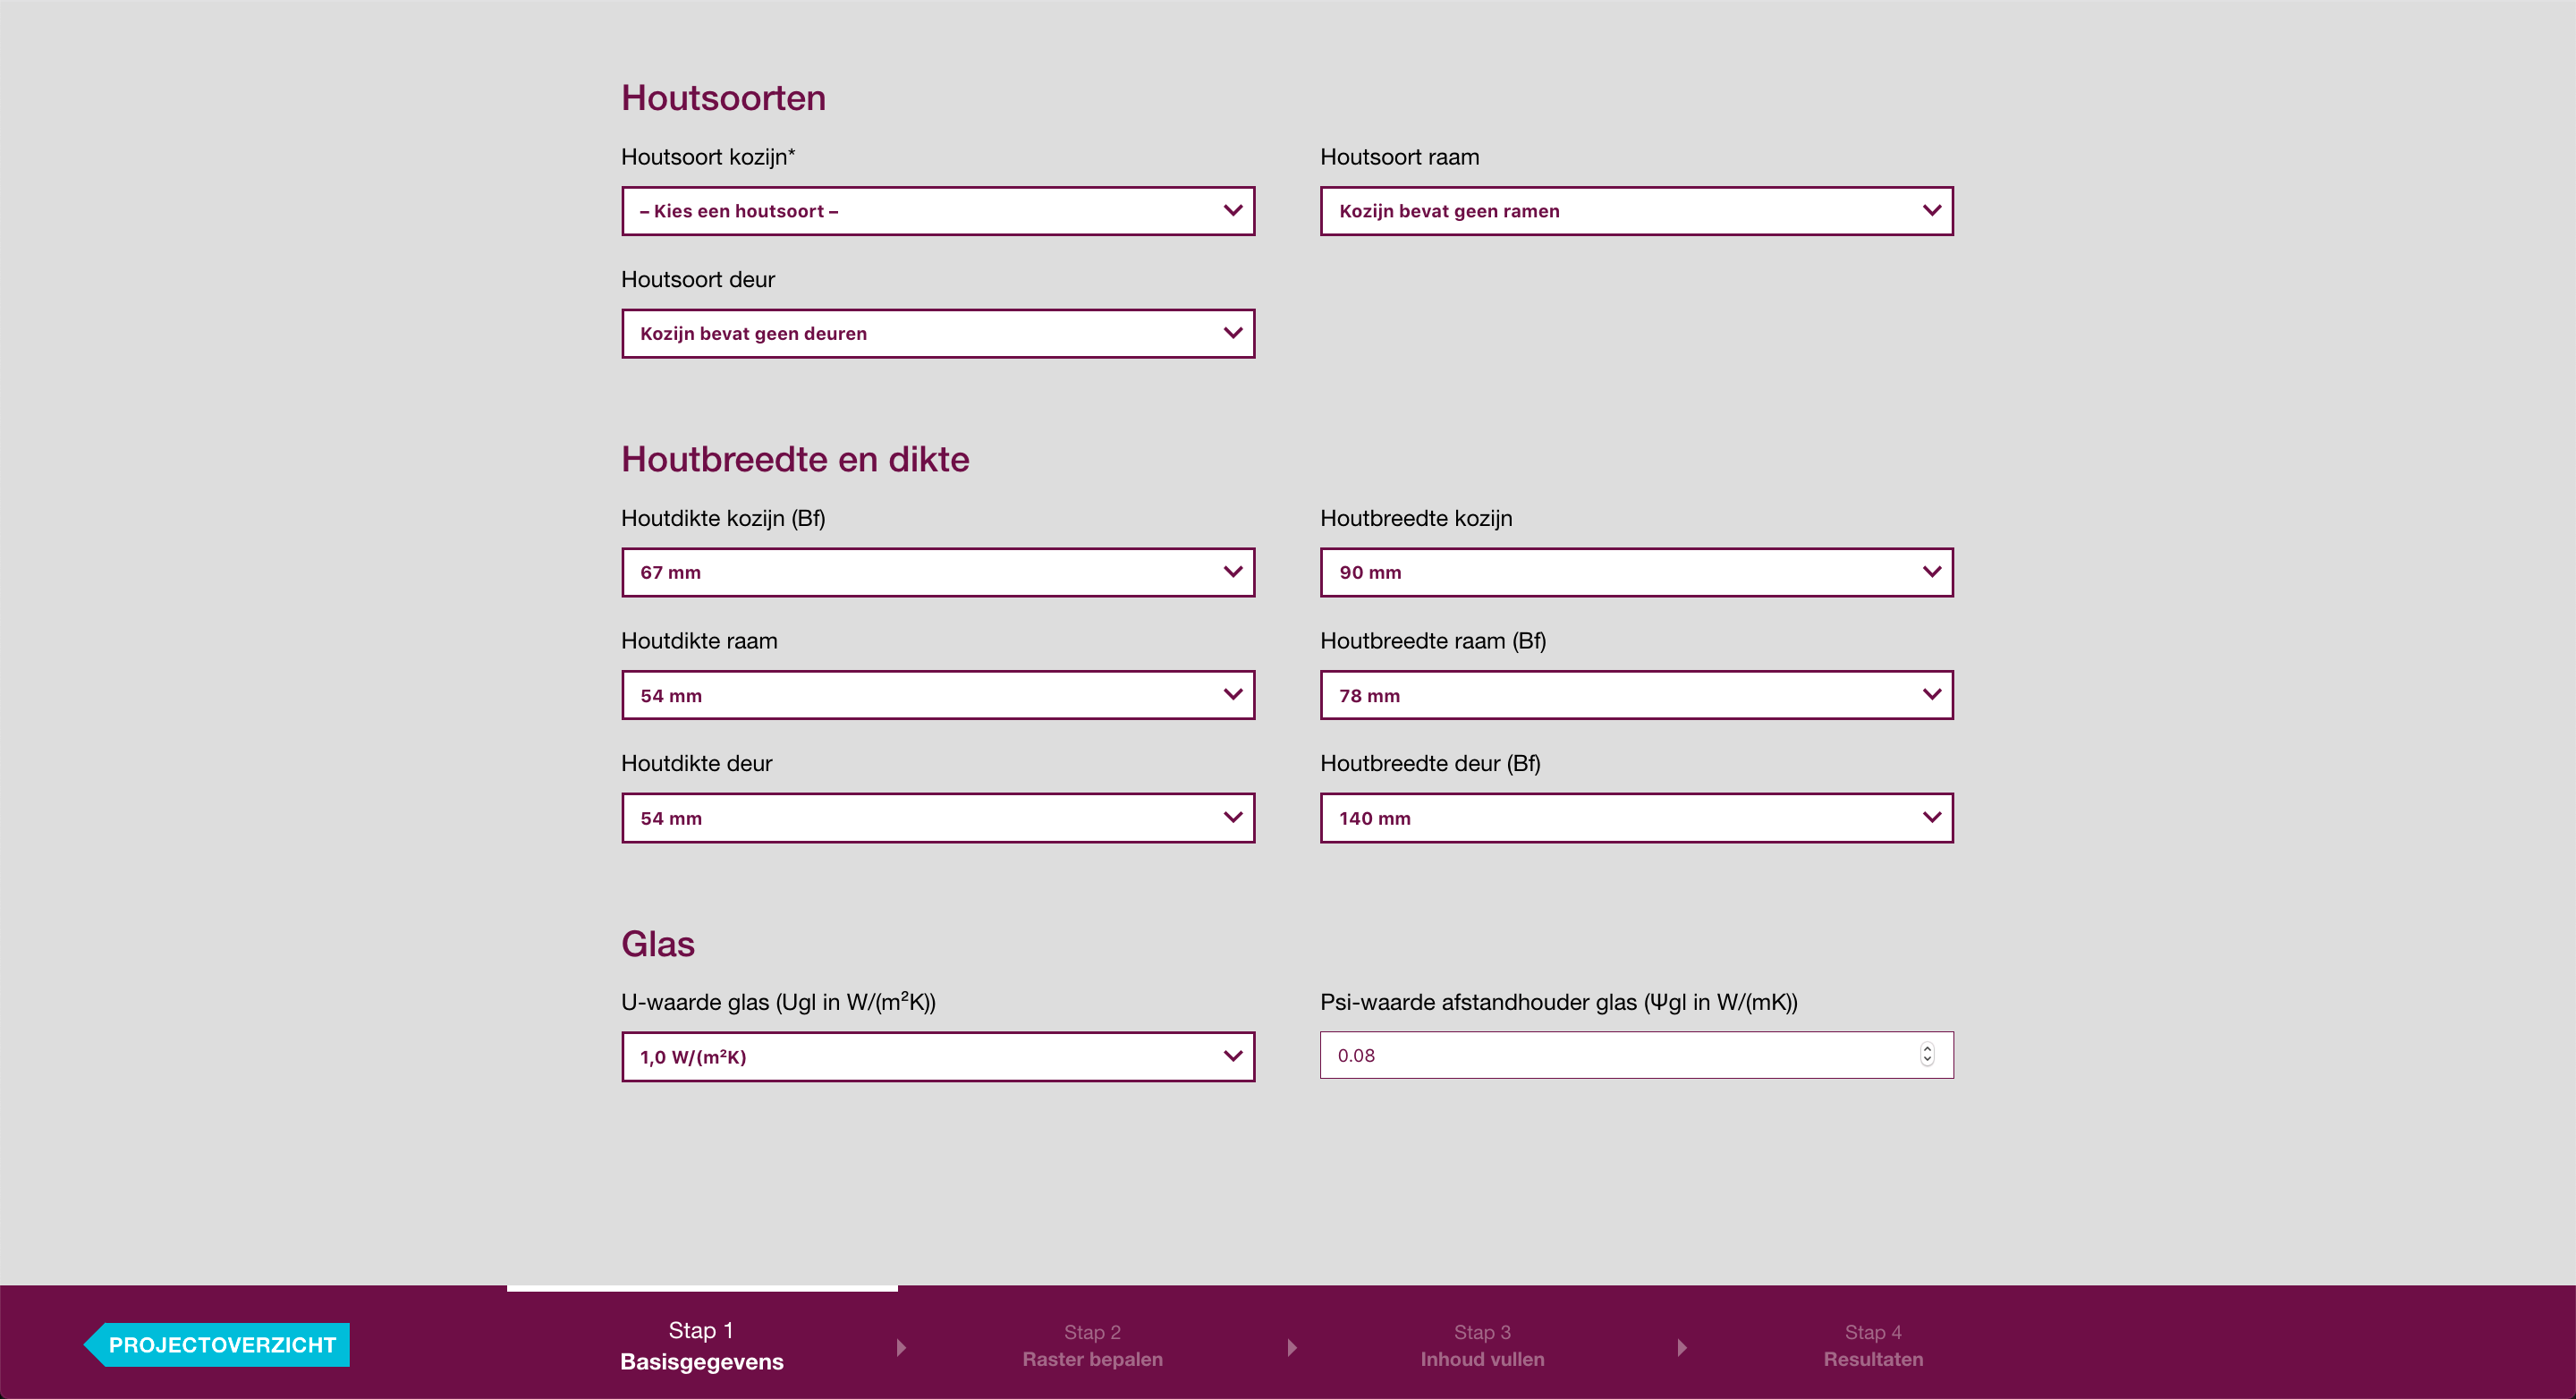 Houtsoorten
Houtsoort kozijn*
Houtsoort raam
– Kies een houtsoort –
Kozijn bevat geen ramen
Houtsoort deur
Kozijn bevat geen deuren
Houtbreedte en dikte
Houtdikte kozijn (Bf)
Houtbreedte kozijn
67 mm
90 mm
Houtdikte raam
Houtbreedte raam (Bf)
54 mm
78 mm
Houtdikte deur
Houtbreedte deur (Bf)
54 mm
140 mm
Glas
U-waarde glas (Ugl in W/(m²K))
Psi-waarde afstandhouder glas (Ψgl in W/(mK))
1,0 W/(m²K)
0.08
PROJECTOVERZICHT
Stap 1
Basisgegevens
Stap 2
Raster bepalen
Stap 3
Inhoud vullen
Stap 4
Resultaten